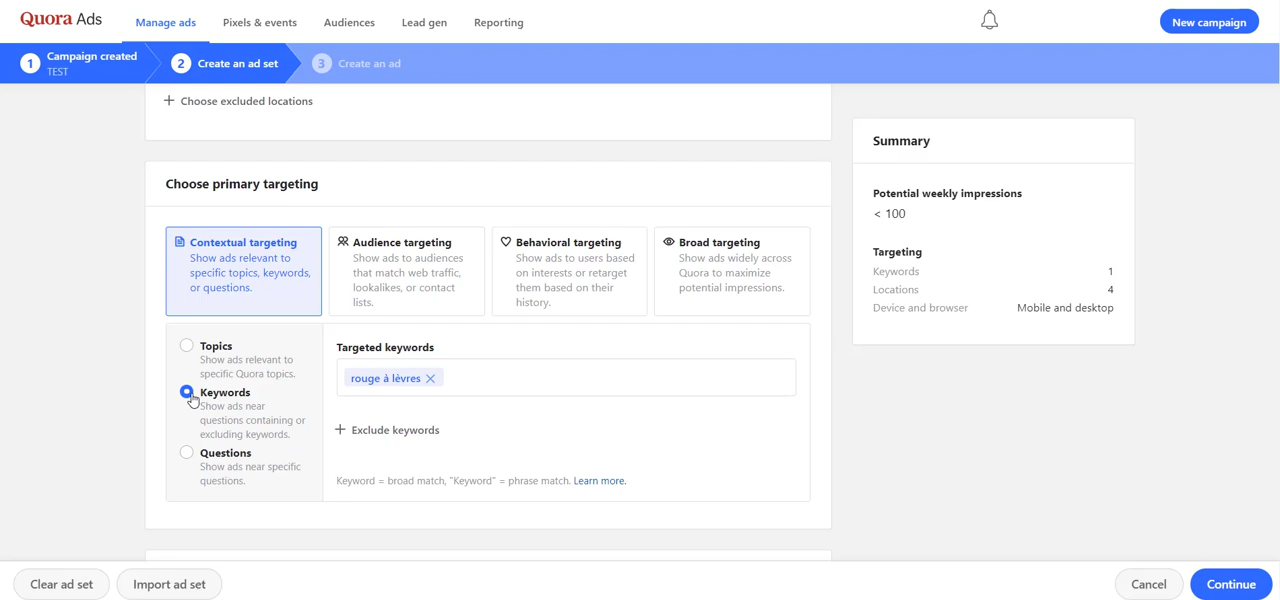 Quora Ads
Manage ads
Pixels & events
Audiences
Lead gen
Reporting
New campaign
1
Campaign created
TEST
2
Create an ad set
3
Create an ad
+ Choose excluded locations
Choose primary targeting
Contextual targeting
Show ads relevant to
specific topics, keywords,
or questions.
Audience targeting
Show ads to audiences
that match web traffic,
lookalikes, or contact
lists.
Behavioral targeting
Show ads to users based
on interests or retarget
them based on their
history.
Broad targeting
Show ads widely across
Quora to maximize
potential impressions.
Topics
Show ads relevant to
specific Quora topics.
Keywords
Show ads near
questions containing or
excluding keywords.
Questions
Show ads near specific
questions.
Targeted keywords
rouge à lèvres
+ Exclude keywords
Keyword = broad match, "Keyword" = phrase match. Learn more.
Summary
Potential weekly impressions
< 100
Targeting
Keywords 1
Locations 4
Device and browser Mobile and desktop
Clear ad set
Import ad set
Cancel
Continue